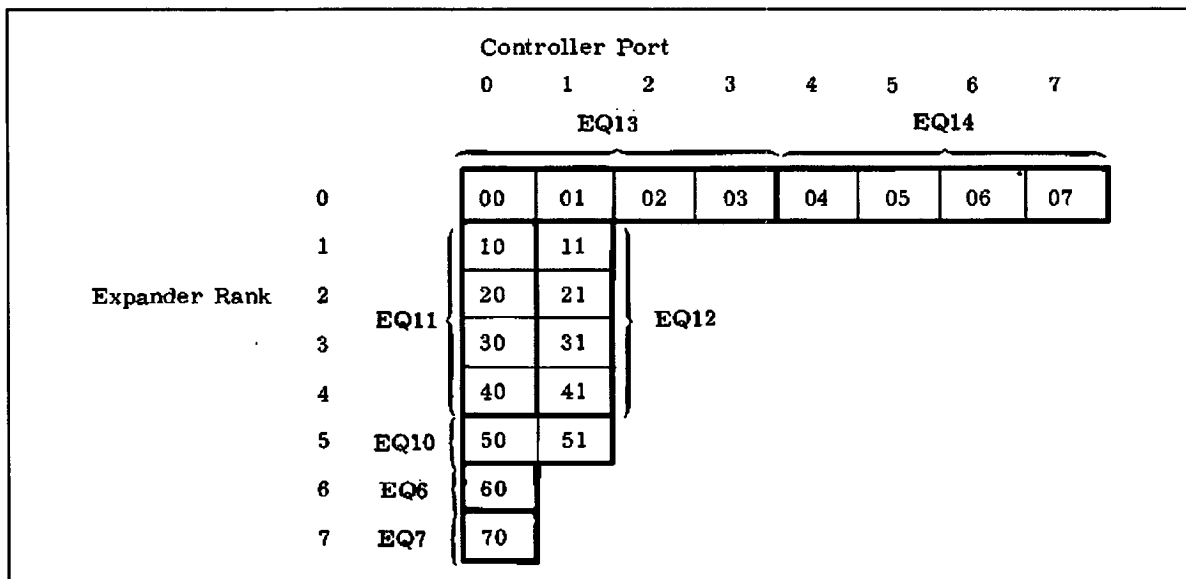 Controller Port
0 1 2 3 4 5 6 7
EQ13 EQ14
0 00 01 02 03 04 05 06 07
1 10 11
Expander Rank 2 20 21
EQ11 EQ12
3 30 31
4 40 41
5 EQ10 50 51
6 EQ6 60
7 EQ7 70